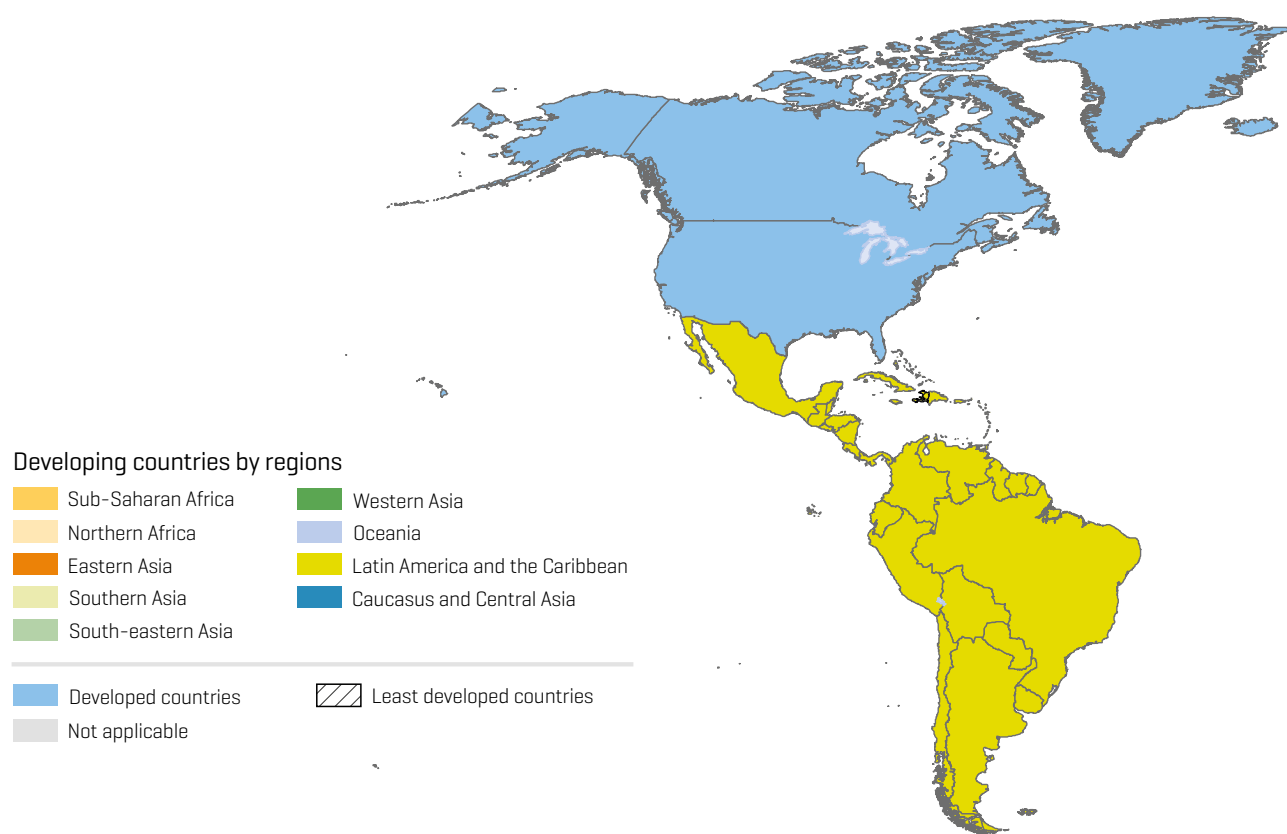 Developing countries by regions
Sub-Saharan Africa
Northern Africa
Eastern Asia
Southern Asia
South-eastern Asia
Western Asia
Oceania
Latin America and the Caribbean
Caucasus and Central Asia
Developed countries
Not applicable
Least developed countries